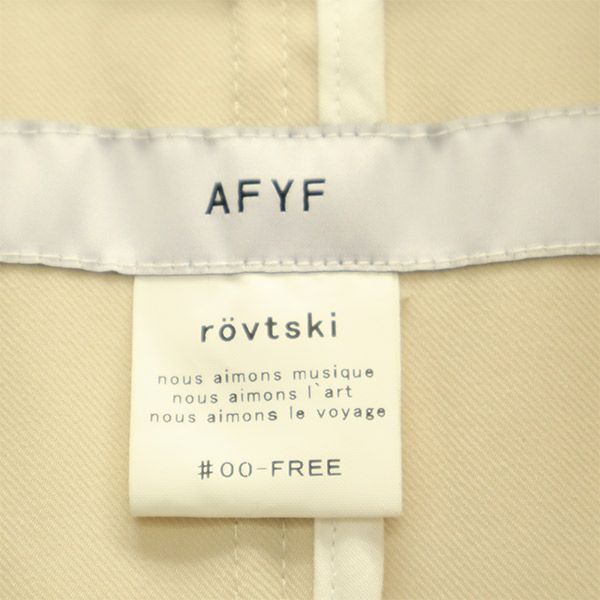 AFYF
rövtski
nous aimons musique
nous aimons l`art
nous aimons le voyage
#00-FREE